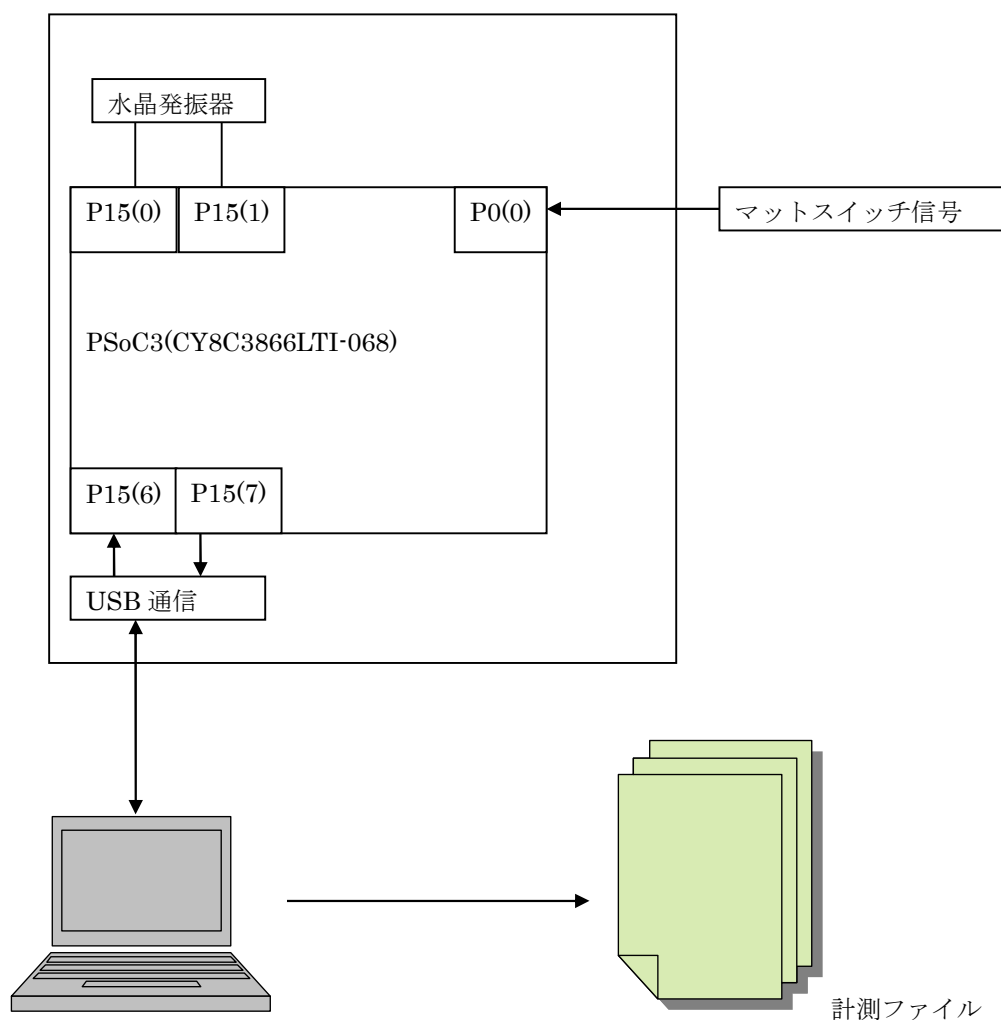 水晶発振器
P15(0) P15(1) P0(0)
マットスイッチ信号
PSoC3(CY8C3866LTI-068)
P15(6) P15(7)
USB 通信
計測ファイル